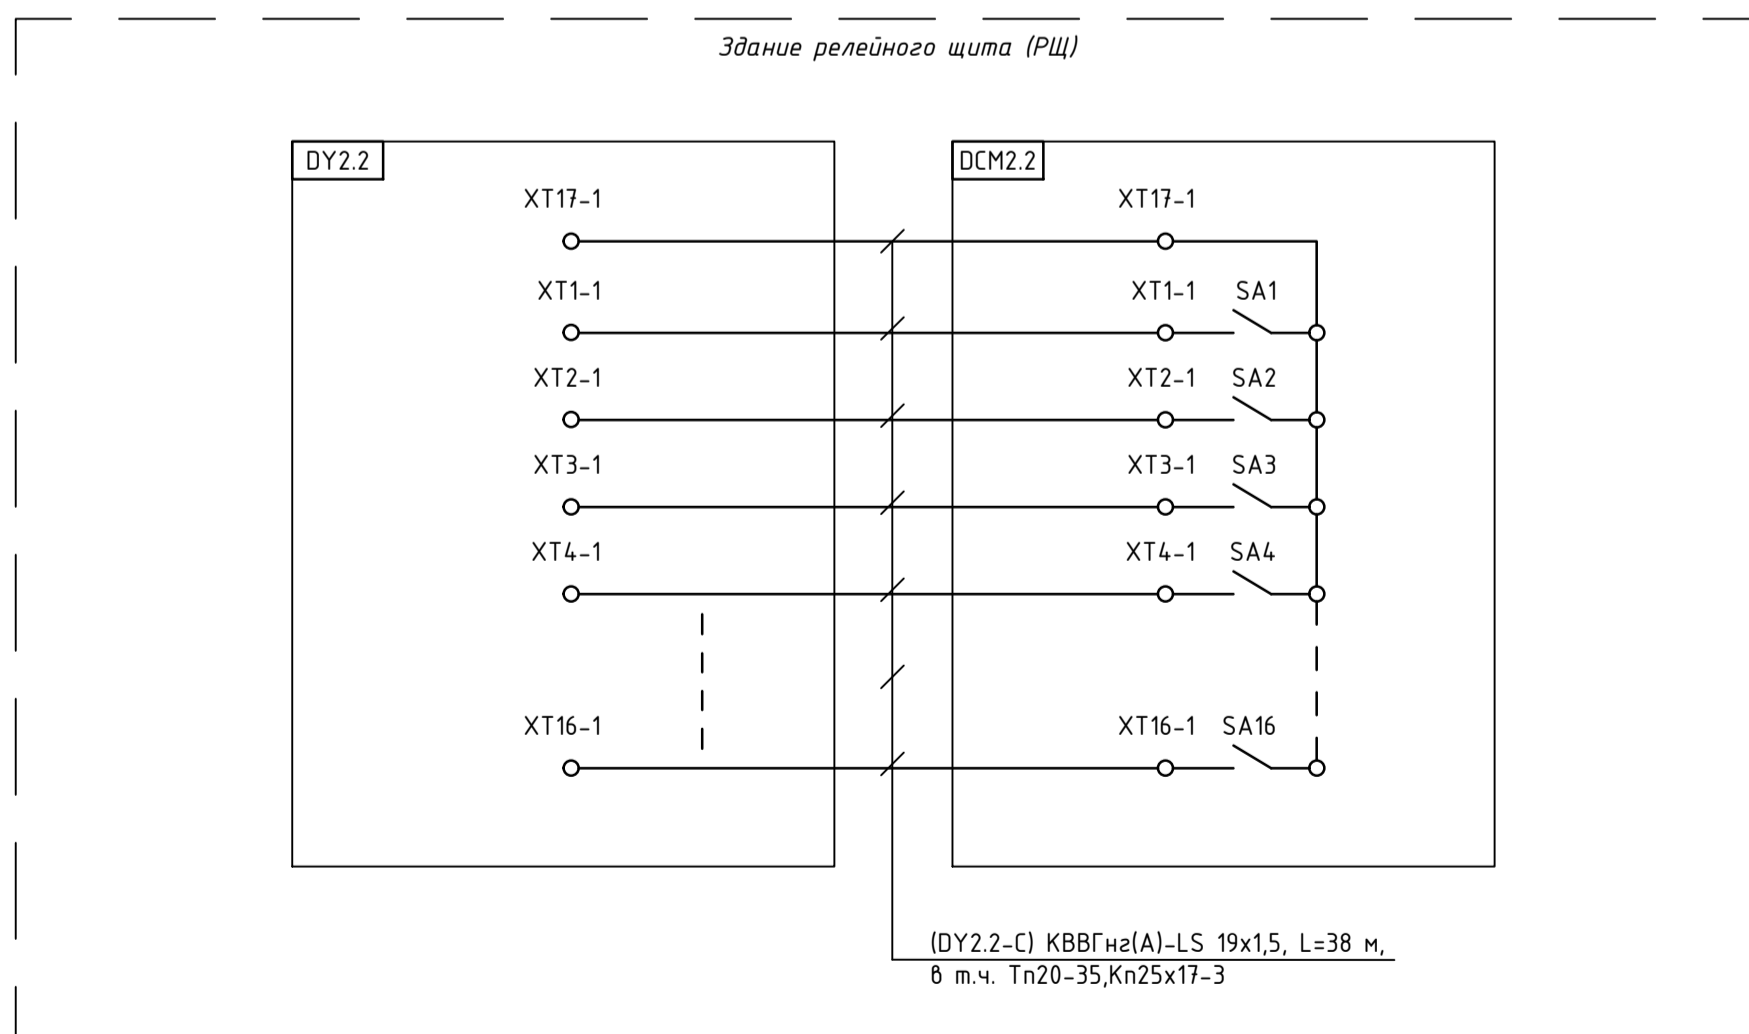 Здание релейного щита (РЩ)
DY2.2
DCM2.2
XT17-1
XT17-1
XT1-1
XT1-1 SA1
XT2-1
XT2-1 SA2
XT3-1
XT3-1 SA3
XT4-1
XT4-1 SA4
XT16-1
XT16-1 SA16
(DY2.2-C) КВВГнг(А)-LS 19x1,5, L=38 м,
в т.ч. Тп20-35,Кп25x17-3